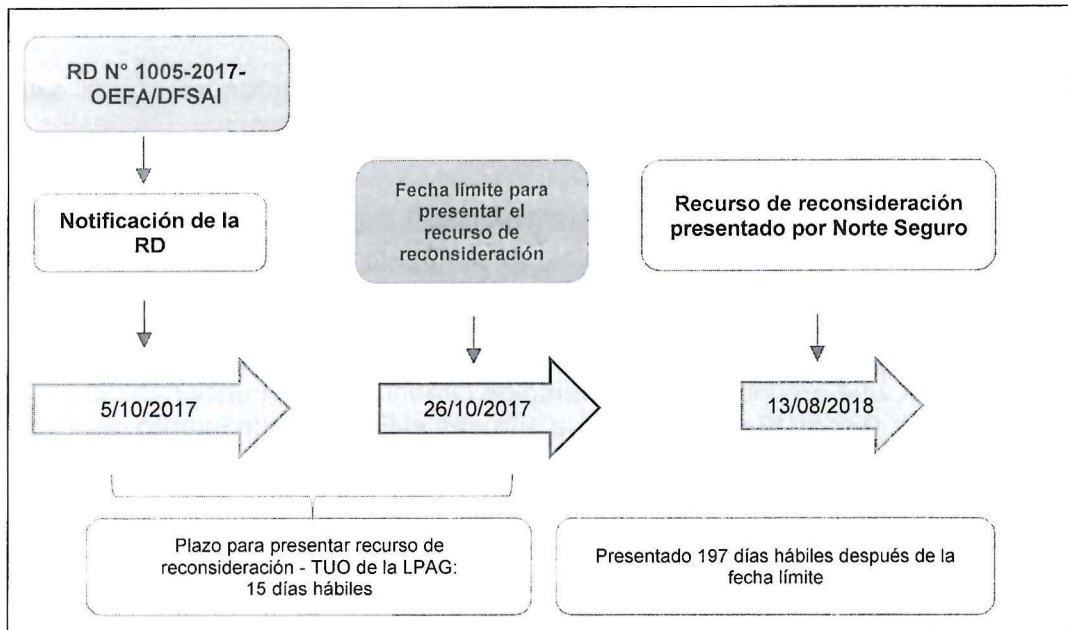 RD N° 1005-2017-
OEFA/DFSAI
Notificación de la
RD
Fecha límite para
presentar el
recurso de
reconsideración
Recurso de reconsideración
presentado por Norte Seguro
5/10/2017
26/10/2017
13/08/2018
Plazo para presentar recurso de
reconsideración - TUO de la LPAG:
15 días hábiles
Presentado 197 días hábiles después de la
fecha límite